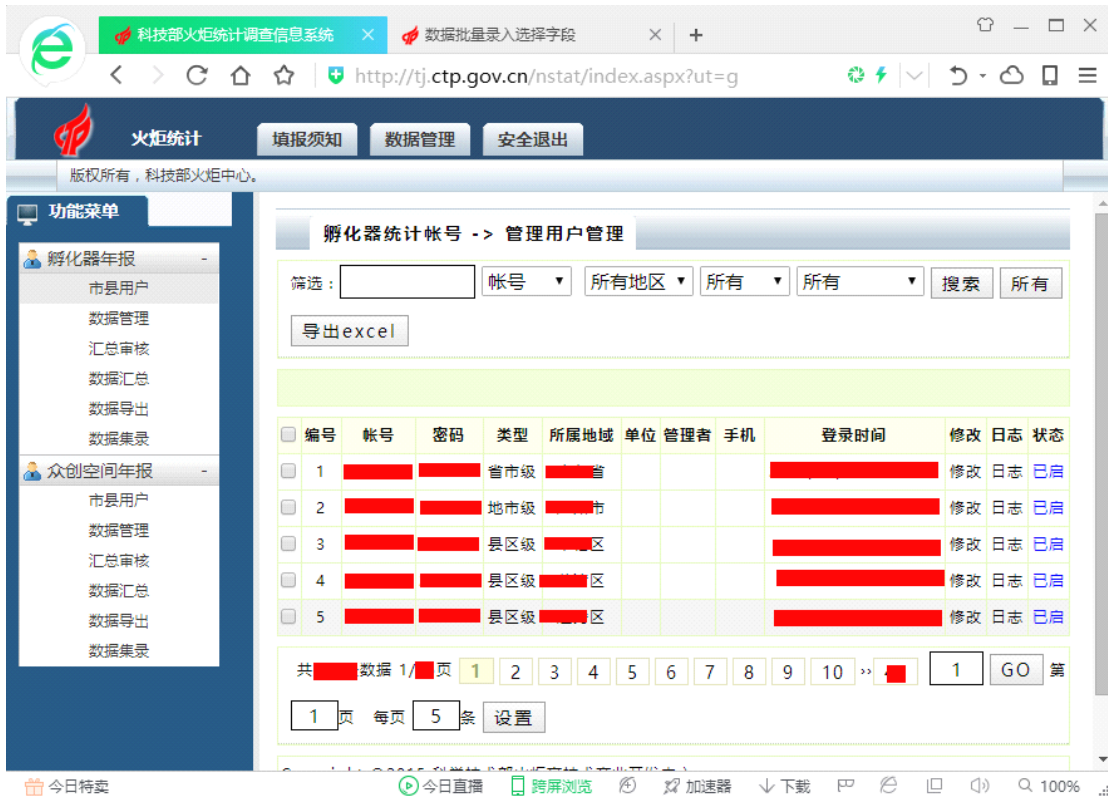 科技部火炬统计调查信息系统
数据批量录入选择字段
http://tj.ctp.gov.cn/nstat/index.aspx?ut=g
火炬统计 填报须知 数据管理 安全退出
版权所有，科技部火炬中心。
功能菜单
孵化器年报 -
市县用户
数据管理
汇总审核
数据汇总
数据导出
数据集录
众创空间年报 -
市县用户
数据管理
汇总审核
数据汇总
数据导出
数据集录
孵化器统计帐号 -> 管理用户管理
筛选： 帐号 所有地区 所有 所有 搜索 所有
导出excel
编号 帐号 密码 类型 所属地域 单位 管理者 手机 登录时间 修改 日志 状态
1 省市级 省 修改 日志 已启
2 地市级 市 修改 日志 已启
3 县区级 区 修改 日志 已启
4 县区级 区 修改 日志 已启
5 县区级 区 修改 日志 已启
共 数据 1/ 页 1 2 3 4 5 6 7 8 9 10 ›› 1 GO 第
1 页 每页 5 条 设置
今日特卖 今日直播 跨屏浏览 加速器 下载 100%